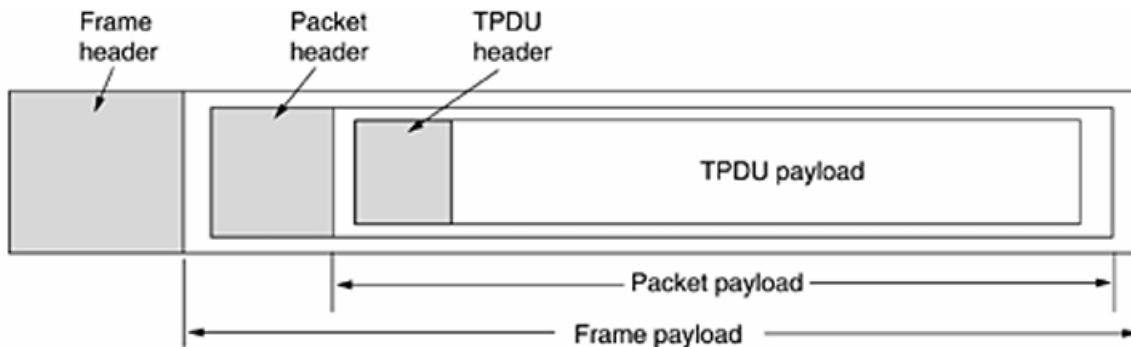 Frame
header
Packet
header
TPDU
header
TPDU payload
Packet payload
Frame payload